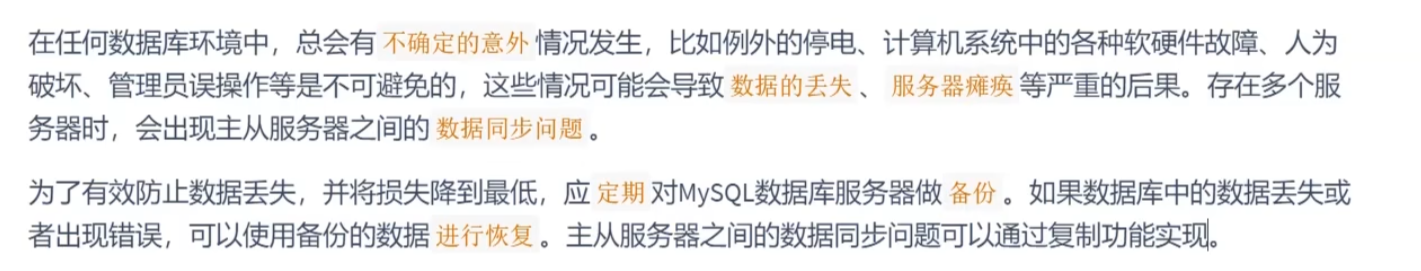 在任何数据库环境中，总会有 不确定的意外 情况发生，比如例外的停电、计算机系统中的各种软硬件故障、人为
破坏、管理员误操作等是不可避免的，这些情况可能会导致 数据的丢失 、 服务器瘫痪 等严重的后果。存在多个服
务器时，会出现主从服务器之间的 数据同步问题 。
为了有效防止数据丢失，并将损失降到最低，应 定期 对MySQL数据库服务器做 备份 。如果数据库中的数据丢失或
者出现错误，可以使用备份的数据 进行恢复 。主从服务器之间的数据同步问题可以通过复制功能实现。